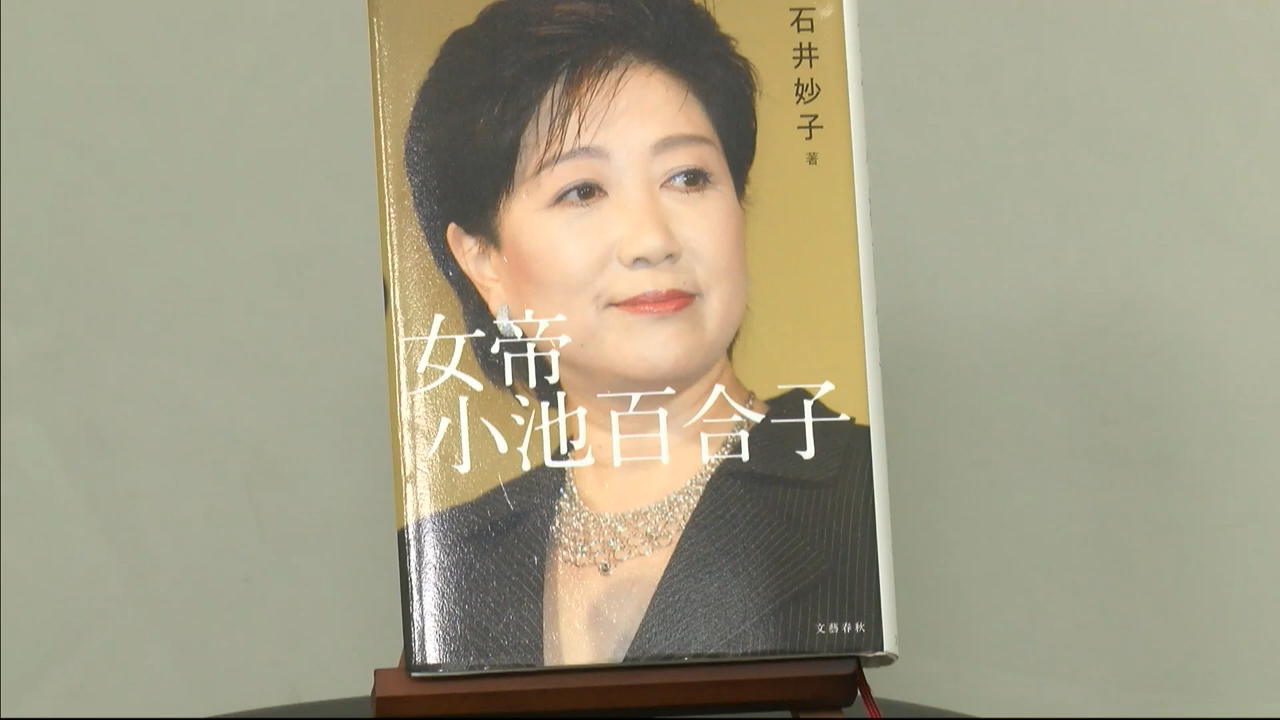 石井妙子 著
女帝
小池百合子
文藝春秋